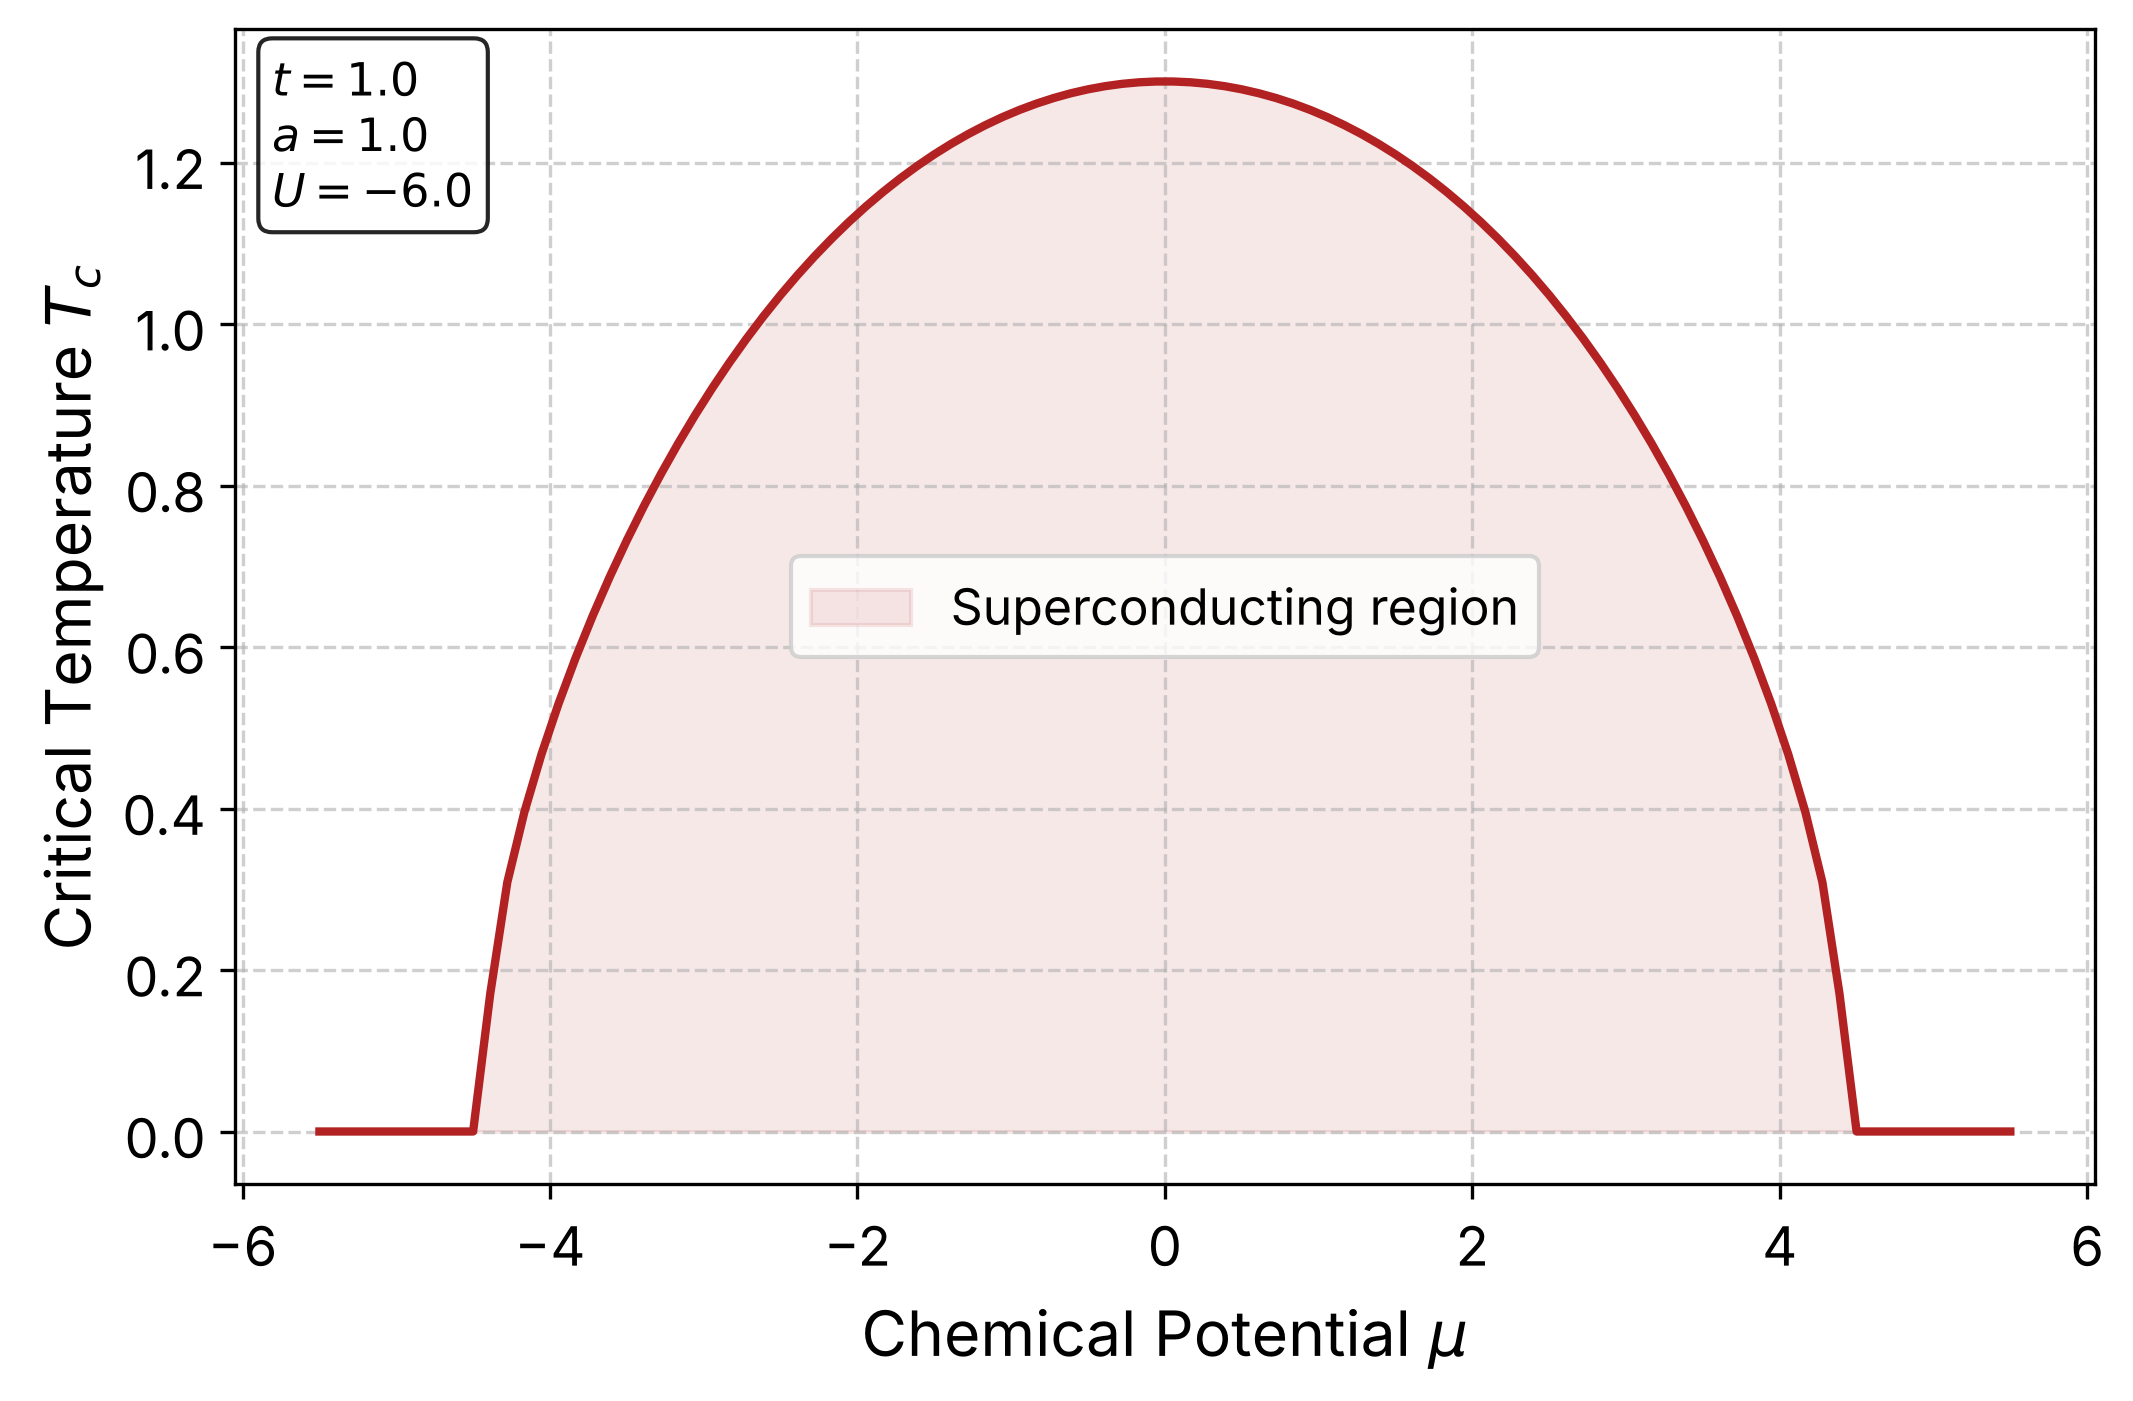 t = 1.0
a = 1.0
U = −6.0
Critical Temperature T_c
1.2
1.0
0.8
0.6
0.4
0.2
0.0
Superconducting region
−6 −4 −2 0 2 4 6
Chemical Potential μ